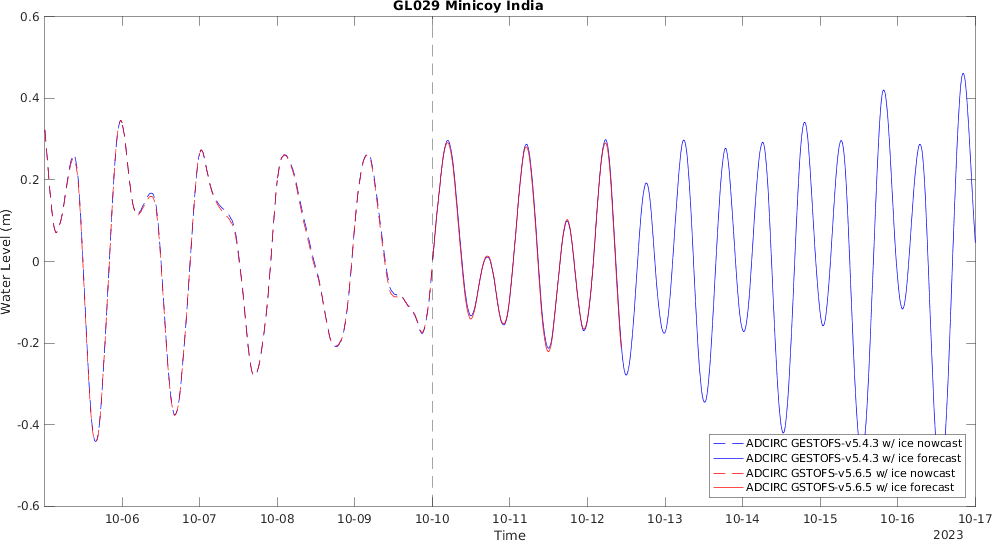 GL029 Minicoy India
0.6
0.4
0.2
0
-0.2
-0.4
-0.6
Water Level (m)
ADCIRC GESTOFS-v5.4.3 w/ ice nowcast
ADCIRC GESTOFS-v5.4.3 w/ ice forecast
ADCIRC GSTOFS-v5.6.5 w/ ice nowcast
ADCIRC GSTOFS-v5.6.5 w/ ice forecast
10-06 10-07 10-08 10-09 10-10 10-11 10-12 10-13 10-14 10-15 10-16 10-17
Time
2023